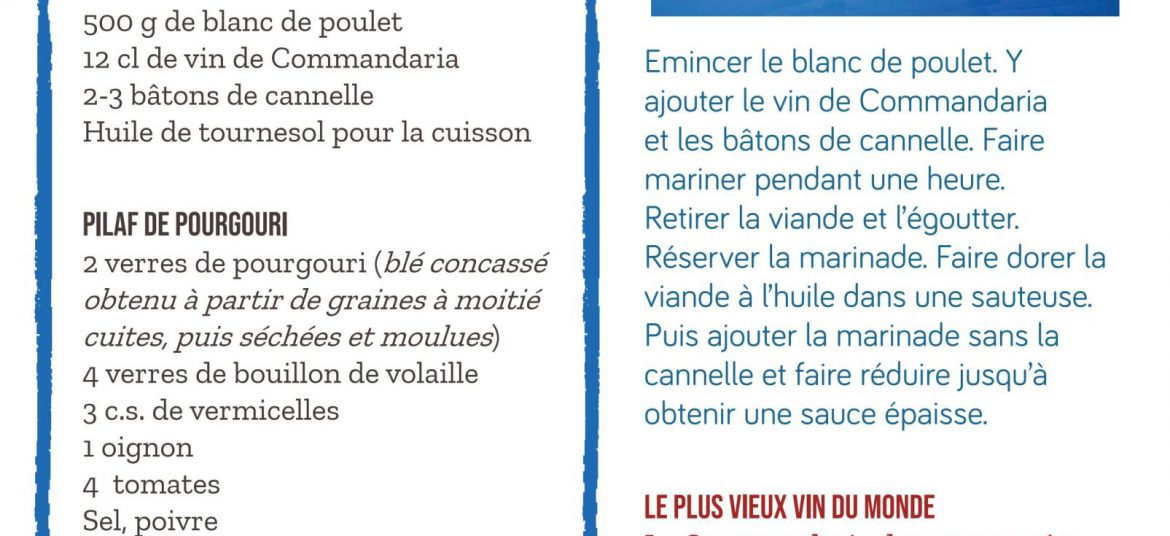 500 g de blanc de poulet
12 cl de vin de Commandaria
2-3 bâtons de cannelle
Huile de tournesol pour la cuisson
PILAF DE POURGOURI
2 verres de pourgouri (blé concassé
obtenu à partir de graines à moitié
cuites, puis séchées et moulues)
4 verres de bouillon de volaille
3 c.s. de vermicelles
1 oignon
4 tomates
Sel, poivre
Emincer le blanc de poulet. Y
ajouter le vin de Commandaria
et les bâtons de cannelle. Faire
mariner pendant une heure.
Retirer la viande et l’égoutter.
Réserver la marinade. Faire dorer la
viande à l’huile dans une sauteuse.
Puis ajouter la marinade sans la
cannelle et faire réduire jusqu’à
obtenir une sauce épaisse.
LE PLUS VIEUX VIN DU MONDE